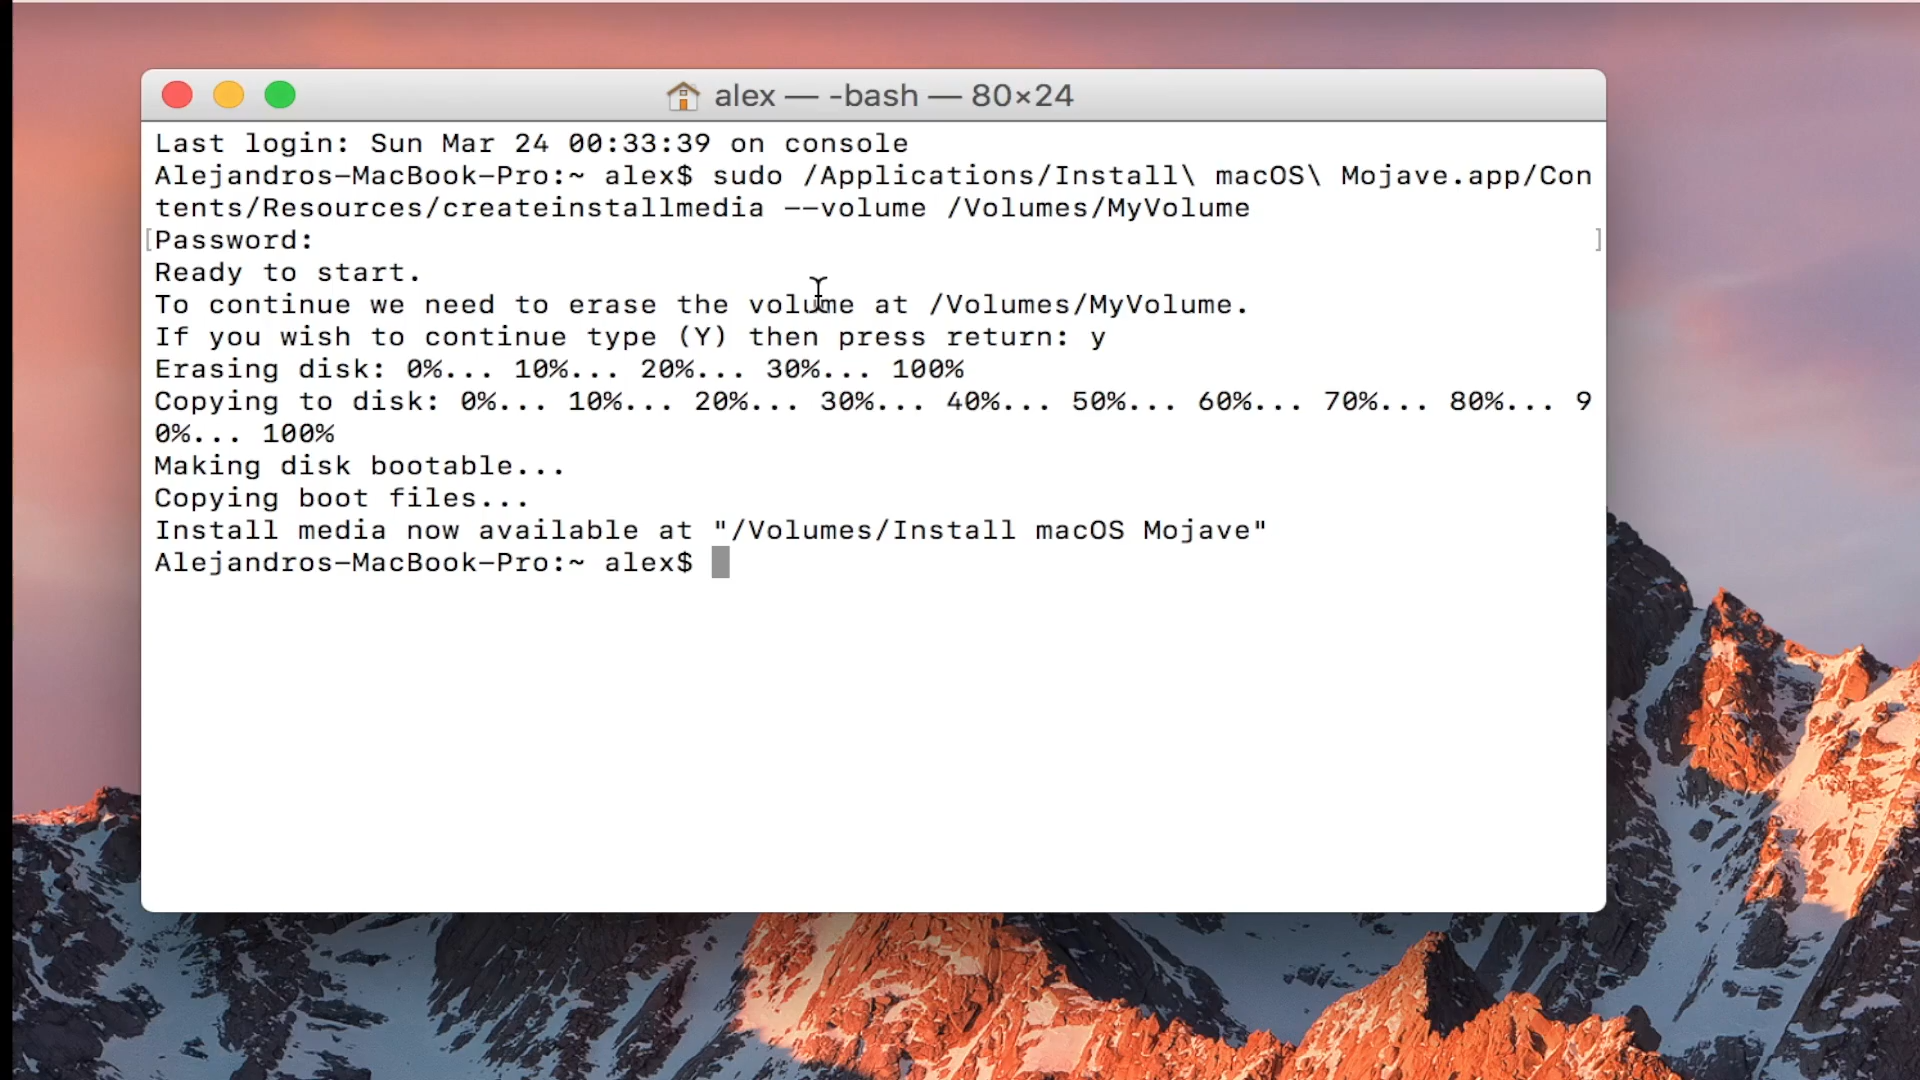 alex — -bash — 80×24
Last login: Sun Mar 24 00:33:39 on console
Alejandros-MacBook-Pro:~ alex$ sudo /Applications/Install\ macOS\ Mojave.app/Con
tents/Resources/createinstallmedia --volume /Volumes/MyVolume
[Password:]
Ready to start.
To continue we need to erase the volume at /Volumes/MyVolume.
If you wish to continue type (Y) then press return: y
Erasing disk: 0%... 10%... 20%... 30%... 100%
Copying to disk: 0%... 10%... 20%... 30%... 40%... 50%... 60%... 70%... 80%... 9
0%... 100%
Making disk bootable...
Copying boot files...
Install media now available at "/Volumes/Install macOS Mojave"
Alejandros-MacBook-Pro:~ alex$